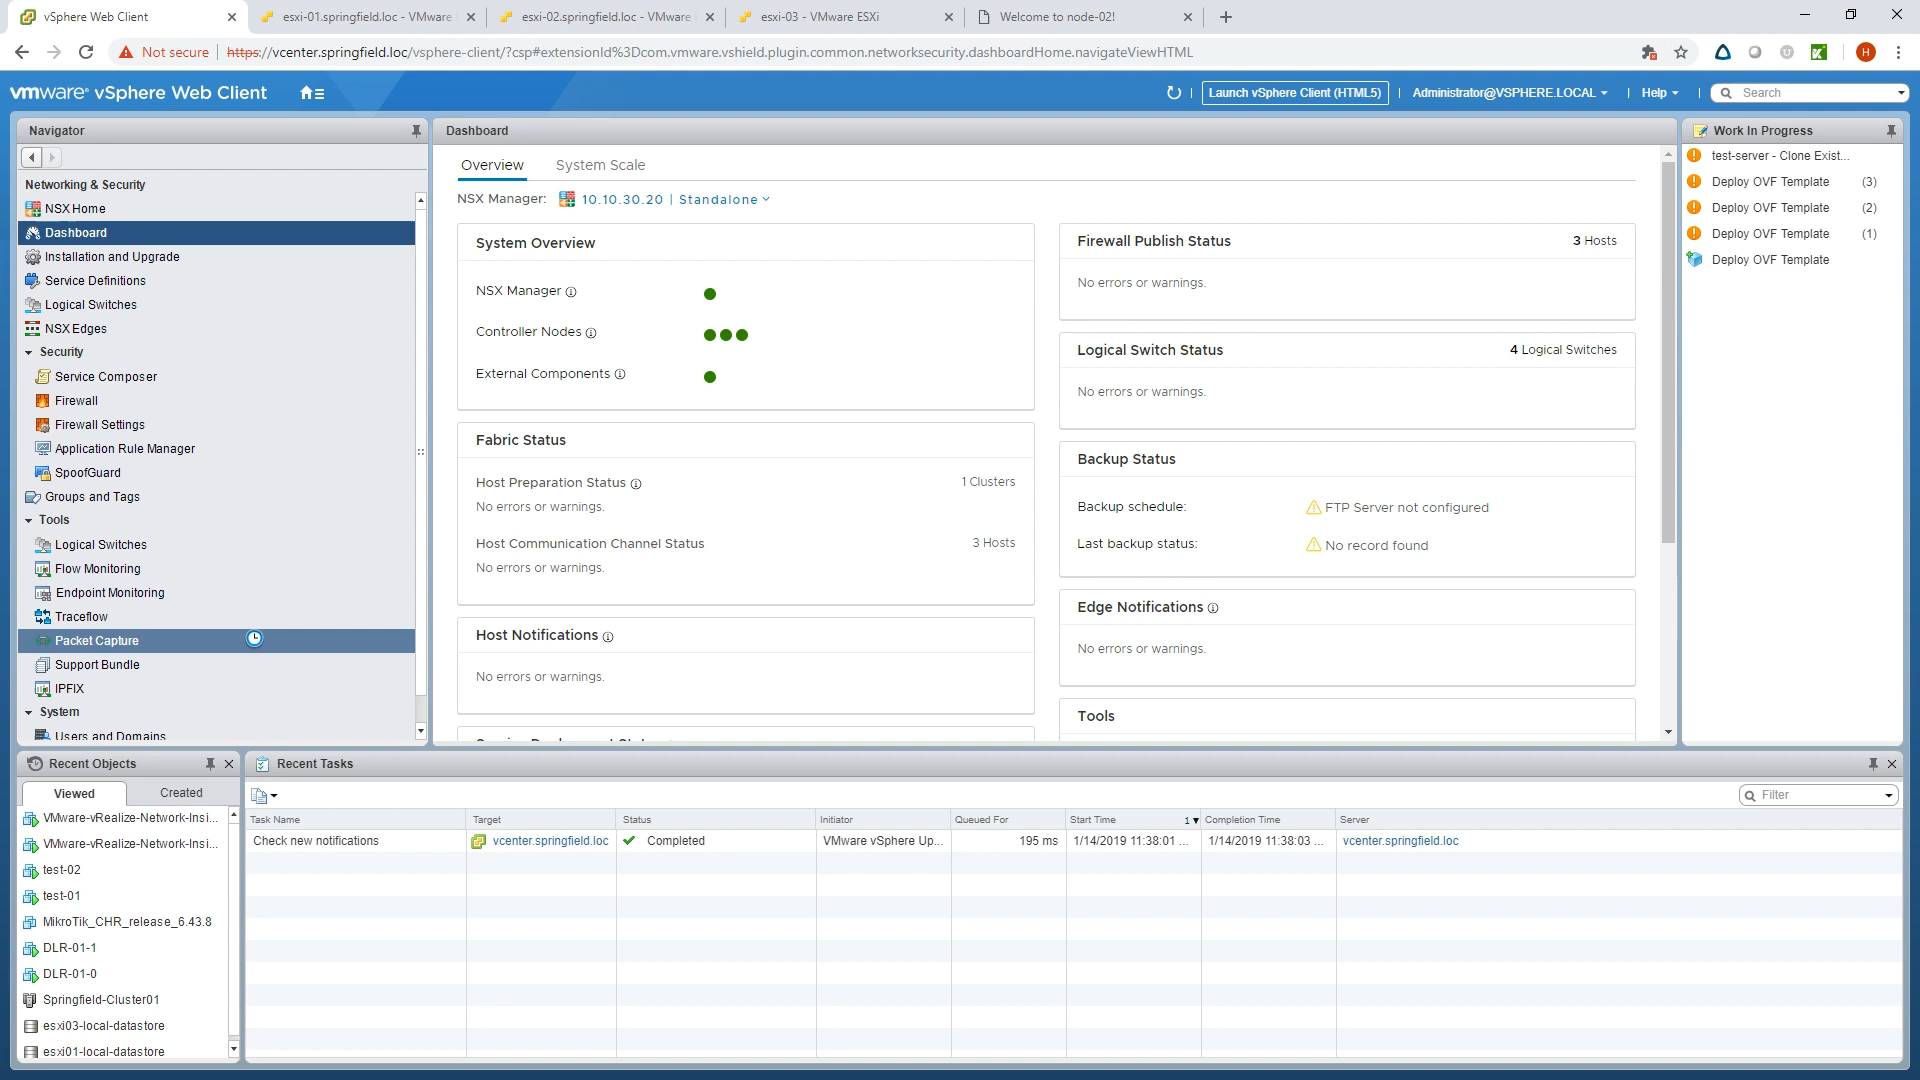 vSphere Web Client
esxi-01.springfield.loc - VMware
esxi-02.springfield.loc - VMware
esxi-03 - VMware ESXi
Welcome to node-02!
Not secure
https://vcenter.springfield.loc/vsphere-client/?csp#extensionId%3Dcom.vmware.vshield.plugin.common.networksecurity.dashboardHome.navigateViewHTML
H
vmware® vSphere Web Client
Launch vSphere Client (HTML5)
Administrator@VSPHERE.LOCAL
Help
Search
Navigator
Networking & Security
NSX Home
Dashboard
Installation and Upgrade
Service Definitions
Logical Switches
NSX Edges
Security
Service Composer
Firewall
Firewall Settings
Application Rule Manager
SpoofGuard
Groups and Tags
Tools
Logical Switches
Flow Monitoring
Endpoint Monitoring
Traceflow
Packet Capture
Support Bundle
IPFIX
System
Users and Domains
Dashboard
Overview
System Scale
NSX Manager: 10.10.30.20 | Standalone
System Overview
NSX Manager
Controller Nodes
External Components
Fabric Status
Host Preparation Status
1 Clusters
No errors or warnings.
Host Communication Channel Status
3 Hosts
No errors or warnings.
Host Notifications
No errors or warnings.
Firewall Publish Status
3 Hosts
No errors or warnings.
Logical Switch Status
4 Logical Switches
No errors or warnings.
Backup Status
Backup schedule:
FTP Server not configured
Last backup status:
No record found
Edge Notifications
No errors or warnings.
Tools
Work In Progress
test-server - Clone Exist...
Deploy OVF Template (3)
Deploy OVF Template (2)
Deploy OVF Template (1)
Deploy OVF Template
Recent Objects
Viewed
Created
VMware-vRealize-Network-Insi...
VMware-vRealize-Network-Insi...
test-02
test-01
MikroTik_CHR_release_6.43.8
DLR-01-1
DLR-01-0
Springfield-Cluster01
esxi03-local-datastore
esxi01-local-datastore
Recent Tasks
Filter
Task Name
Target
Status
Initiator
Queued For
Start Time
1
Completion Time
Server
Check new notifications
vcenter.springfield.loc
Completed
VMware vSphere Up...
195 ms
1/14/2019 11:38:01 ...
1/14/2019 11:38:03 ...
vcenter.springfield.loc